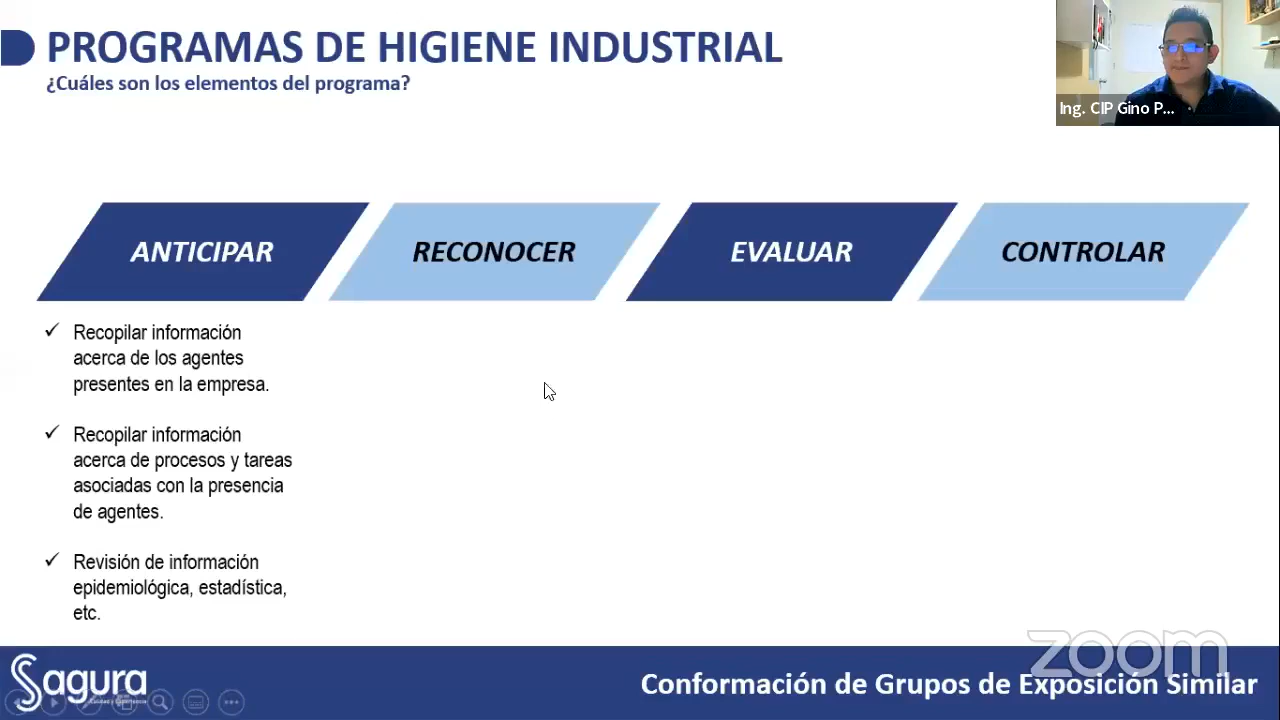 PROGRAMAS DE HIGIENE INDUSTRIAL
¿Cuáles son los elementos del programa?
Ing. CIP Gino P...
ANTICIPAR
RECONOCER
EVALUAR
CONTROLAR
✓ Recopilar información
acerca de los agentes
presentes en la empresa.
✓ Recopilar información
acerca de procesos y tareas
asociadas con la presencia
de agentes.
✓ Revisión de información
epidemiológica, estadística,
etc.
zoom
Sagura
Conformación de Grupos de Exposición Similar